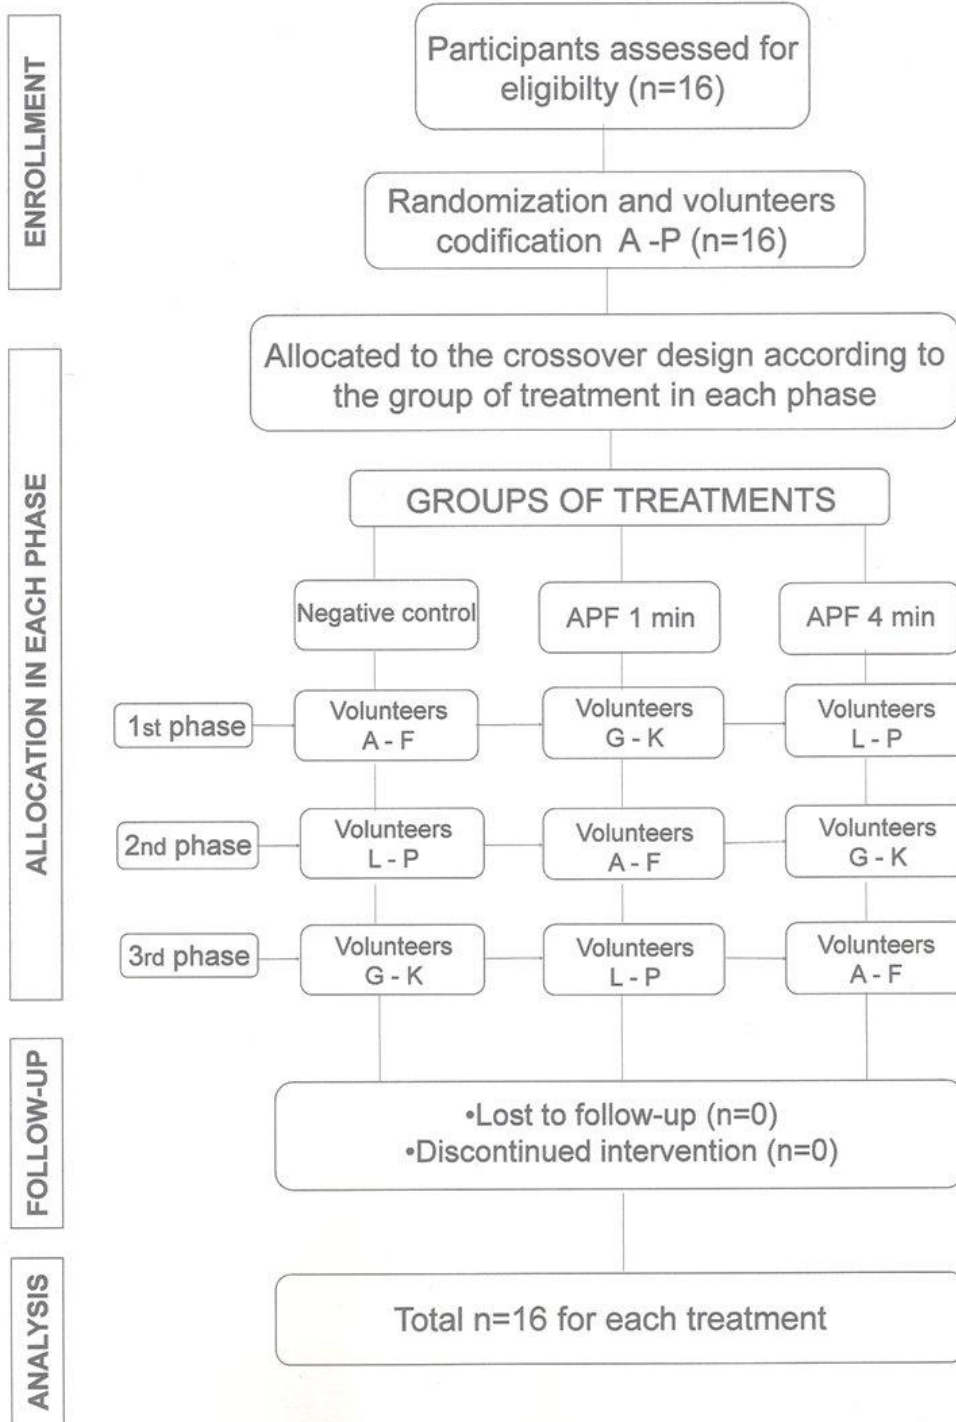 ENROLLMENT
Participants assessed for
eligibilty (n=16)
Randomization and volunteers
codification A -P (n=16)
ALLOCATION IN EACH PHASE
Allocated to the crossover design according to
the group of treatment in each phase
GROUPS OF TREATMENTS
Negative control
APF 1 min
APF 4 min
1st phase
Volunteers
A - F
Volunteers
G - K
Volunteers
L - P
2nd phase
Volunteers
L - P
Volunteers
A - F
Volunteers
G - K
3rd phase
Volunteers
G - K
Volunteers
L - P
Volunteers
A - F
FOLLOW-UP
•Lost to follow-up (n=0)
•Discontinued intervention (n=0)
ANALYSIS
Total n=16 for each treatment